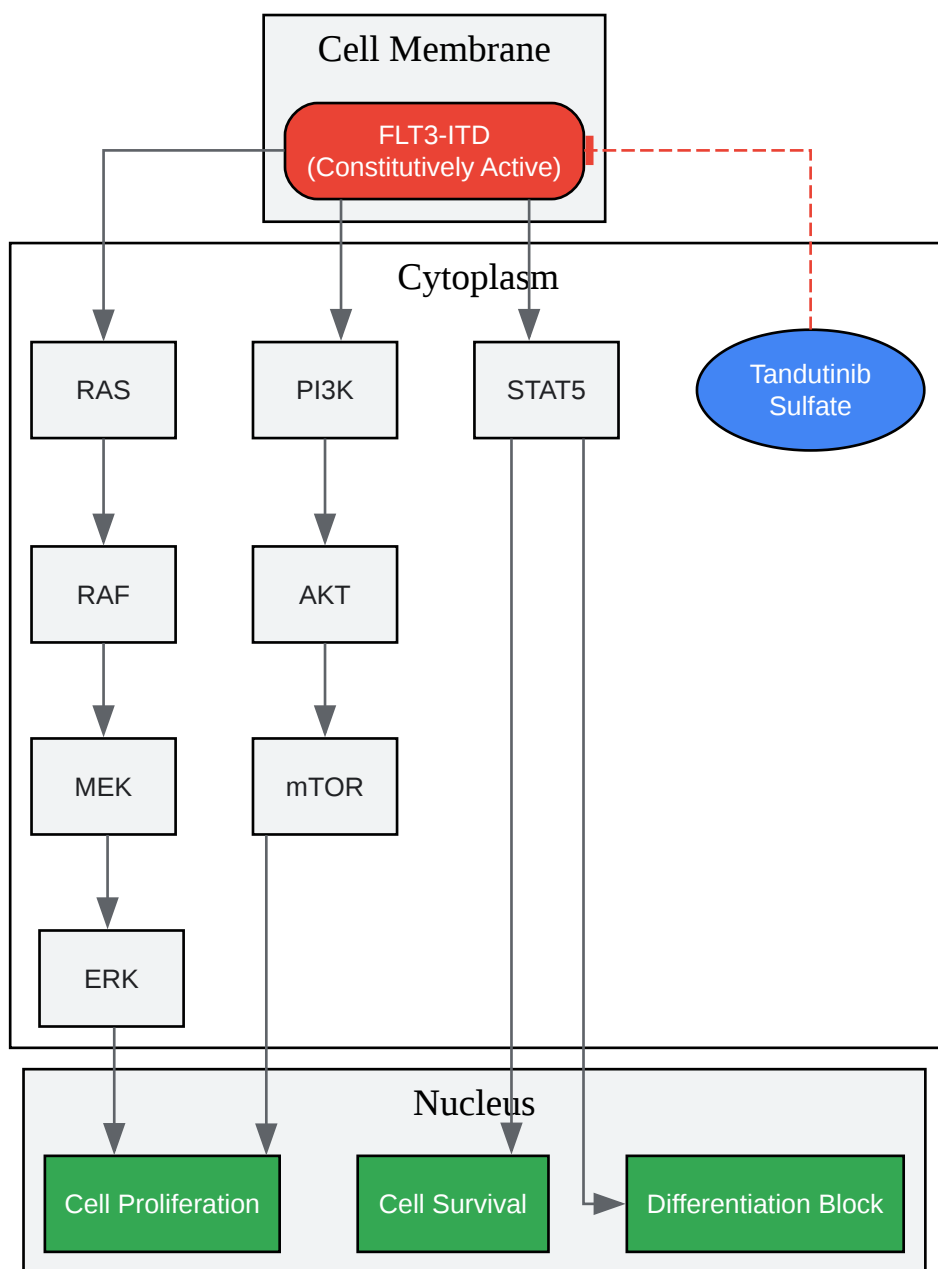 Cell Membrane
FLT3-ITD
(Constitutively Active)
Cytoplasm
RAS
PI3K
STAT5
Tandutinib
Sulfate
RAF
AKT
MEK
mTOR
ERK
Nucleus
Cell Proliferation
Cell Survival
Differentiation Block